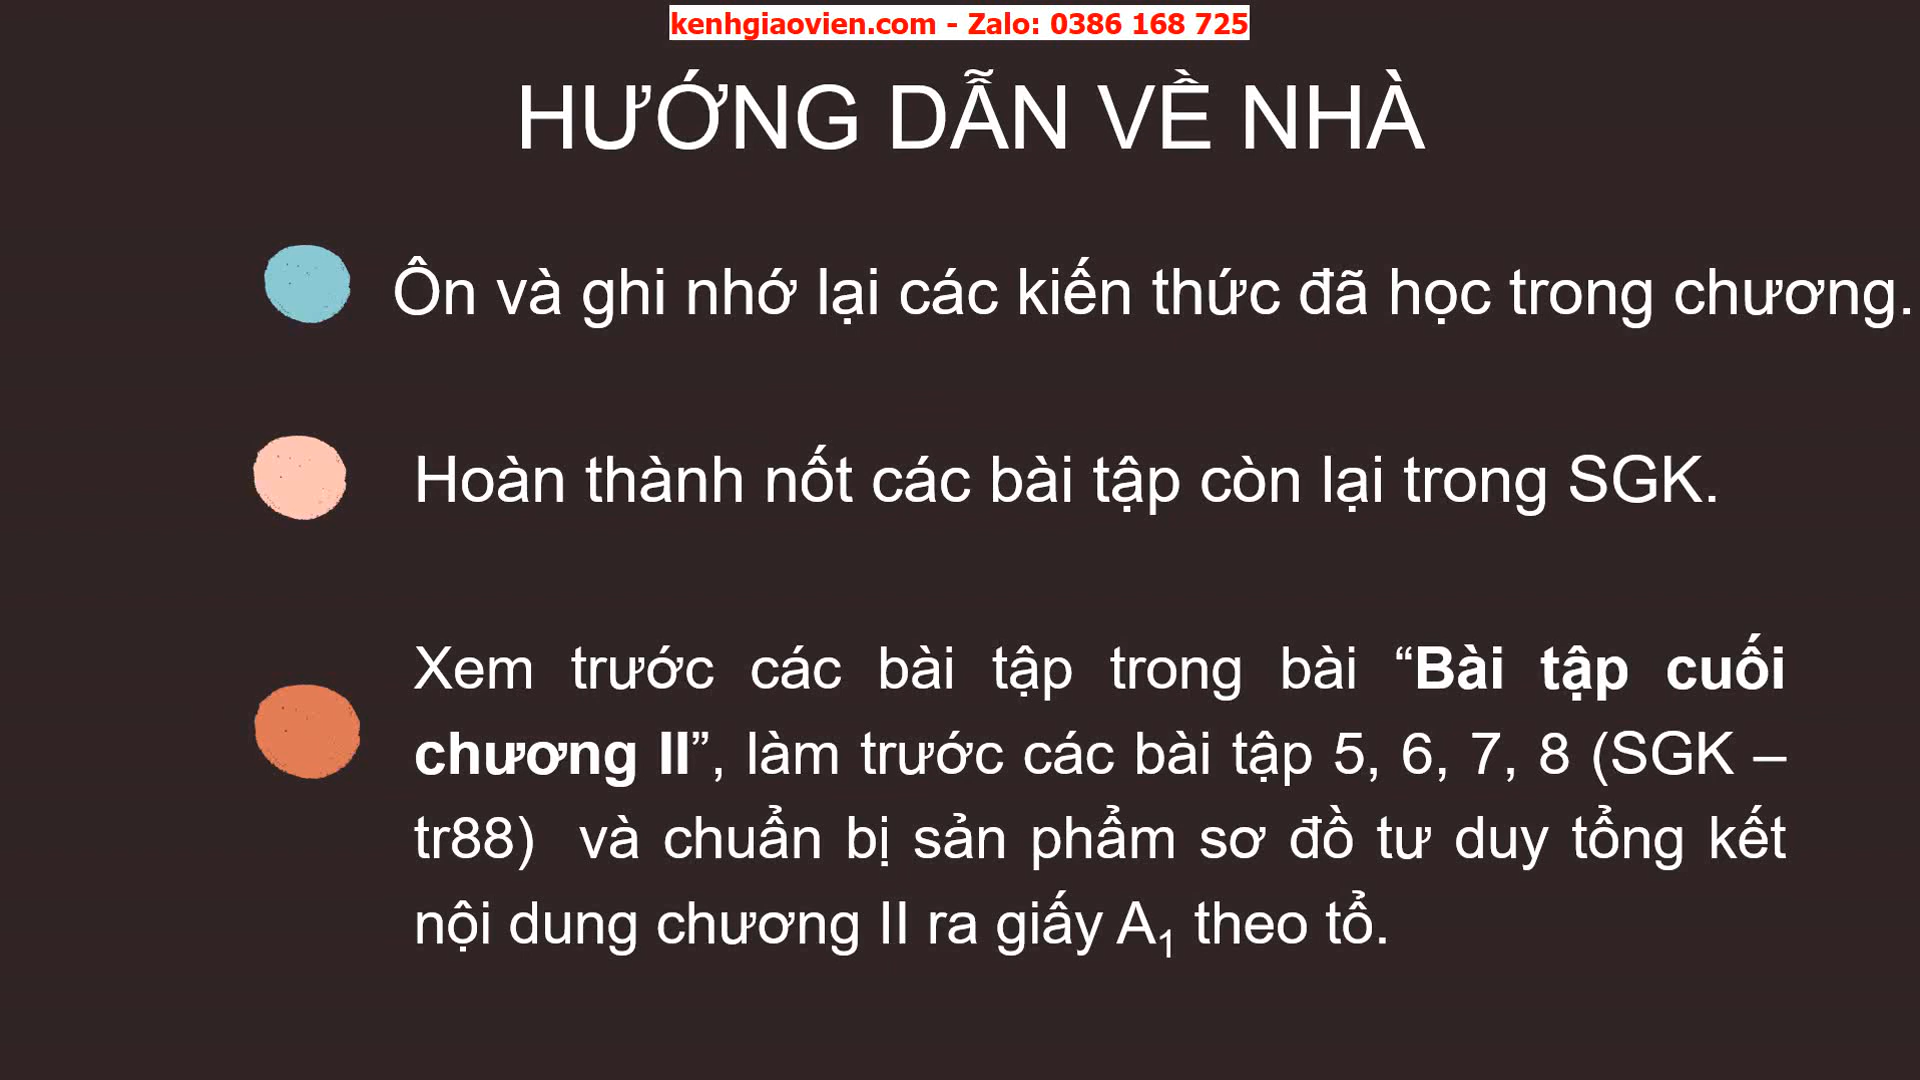 kenhgiaovien.com - Zalo: 0386 168 725
HƯỚNG DẪN VỀ NHÀ
Ôn và ghi nhớ lại các kiến thức đã học trong chương.
Hoàn thành nốt các bài tập còn lại trong SGK.
Xem trước các bài tập trong bài “Bài tập cuối
chương II”, làm trước các bài tập 5, 6, 7, 8 (SGK –
tr88) và chuẩn bị sản phẩm sơ đồ tư duy tổng kết
nội dung chương II ra giấy A₁ theo tổ.